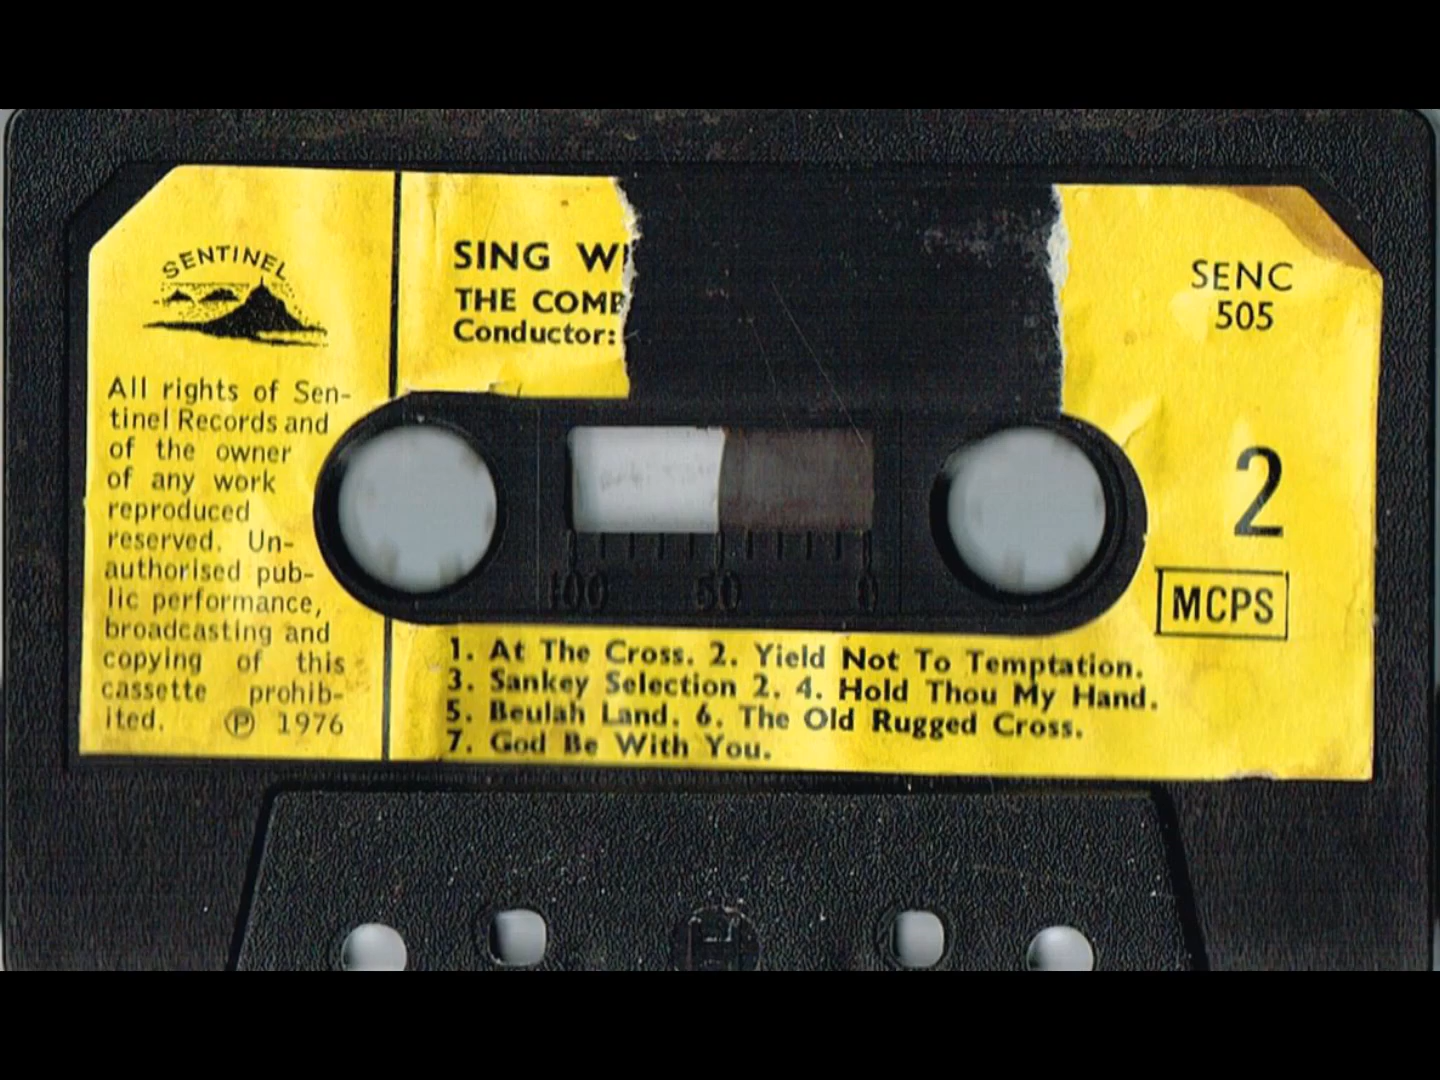 SENTINEL
All rights of Sen-
tinel Records and
of the owner
of any work
reproduced
reserved. Un-
authorised pub-
lic performance,
broadcasting and
copying of this
cassette prohib-
ited. Ⓟ 1976
SING W
THE COMB
Conductor:
SENC
505
2
MCPS
100 50 0
1. At The Cross. 2. Yield Not To Temptation.
3. Sankey Selection 2. 4. Hold Thou My Hand.
5. Beulah Land. 6. The Old Rugged Cross.
7. God Be With You.